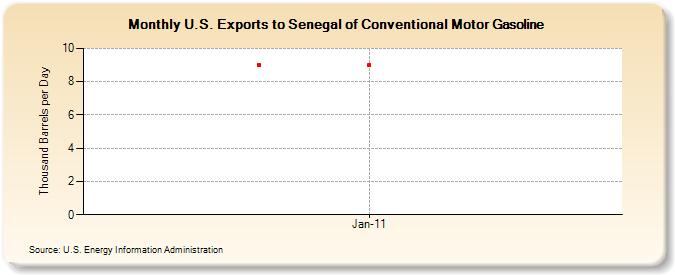 Monthly U.S. Exports to Senegal of Conventional Motor Gasoline
Thousand Barrels per Day
10
8
6
4
2
0
Jan-11
Source: U.S. Energy Information Administration